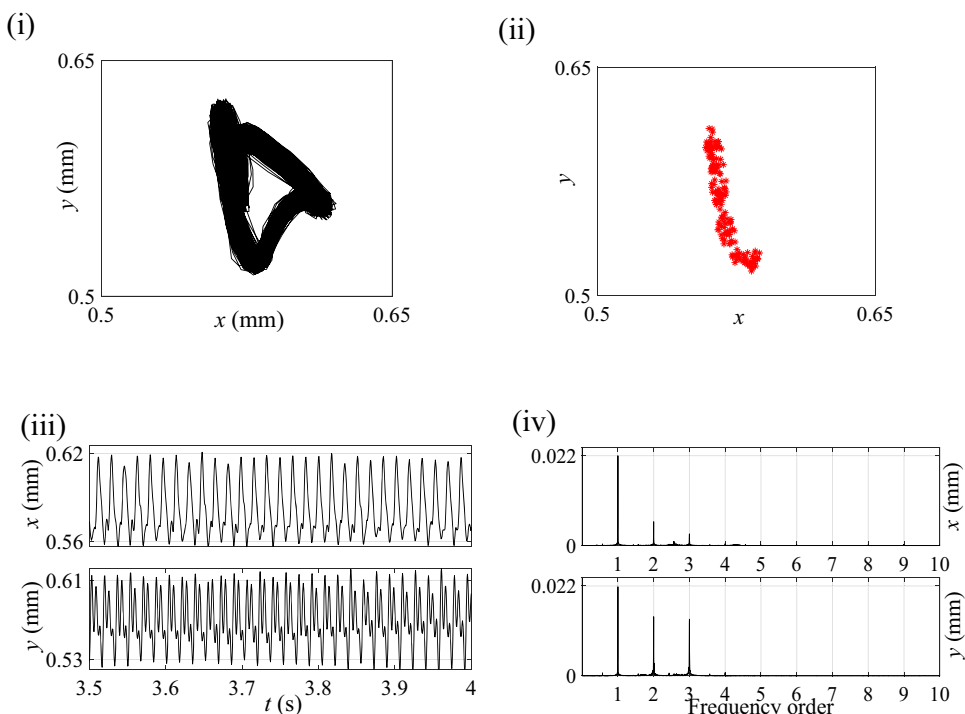 (i)
0.65
y (mm)
0.5
0.5
x (mm)
0.65
(ii)
0.65
y
0.5
0.5
x
0.65
(iii)
0.62
x (mm)
0.56
0.61
y (mm)
0.53
3.5 3.6 3.7 3.8 3.9 4
t (s)
(iv)
0.022
x (mm)
0
1 2 3 4 5 6 7 8 9 10
0.022
y (mm)
0
1 2 3 4 5 6 7 8 9 10
Frequency order